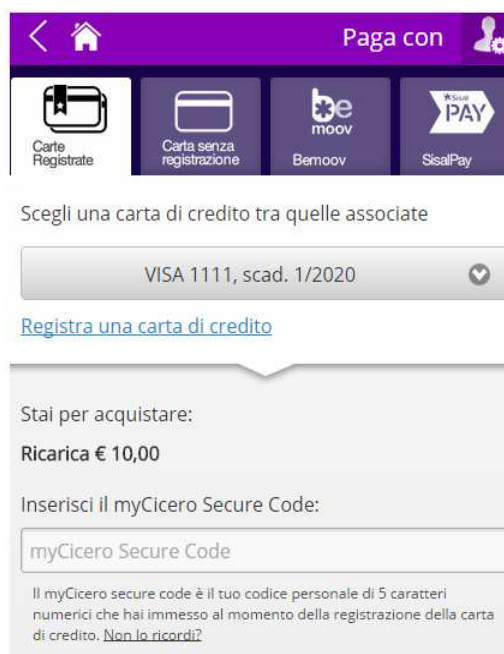 Paga con
Carte
Registrate
Carta senza
registrazione
be
moov
Bemoov
Sisal
PAY
SisalPay
Scegli una carta di credito tra quelle associate
VISA 1111, scad. 1/2020
Registra una carta di credito
Stai per acquistare:
Ricarica € 10,00
Inserisci il myCicero Secure Code:
myCicero Secure Code
Il myCicero secure code è il tuo codice personale di 5 caratteri
numerici che hai immesso al momento della registrazione della carta
di credito. Non lo ricordi?